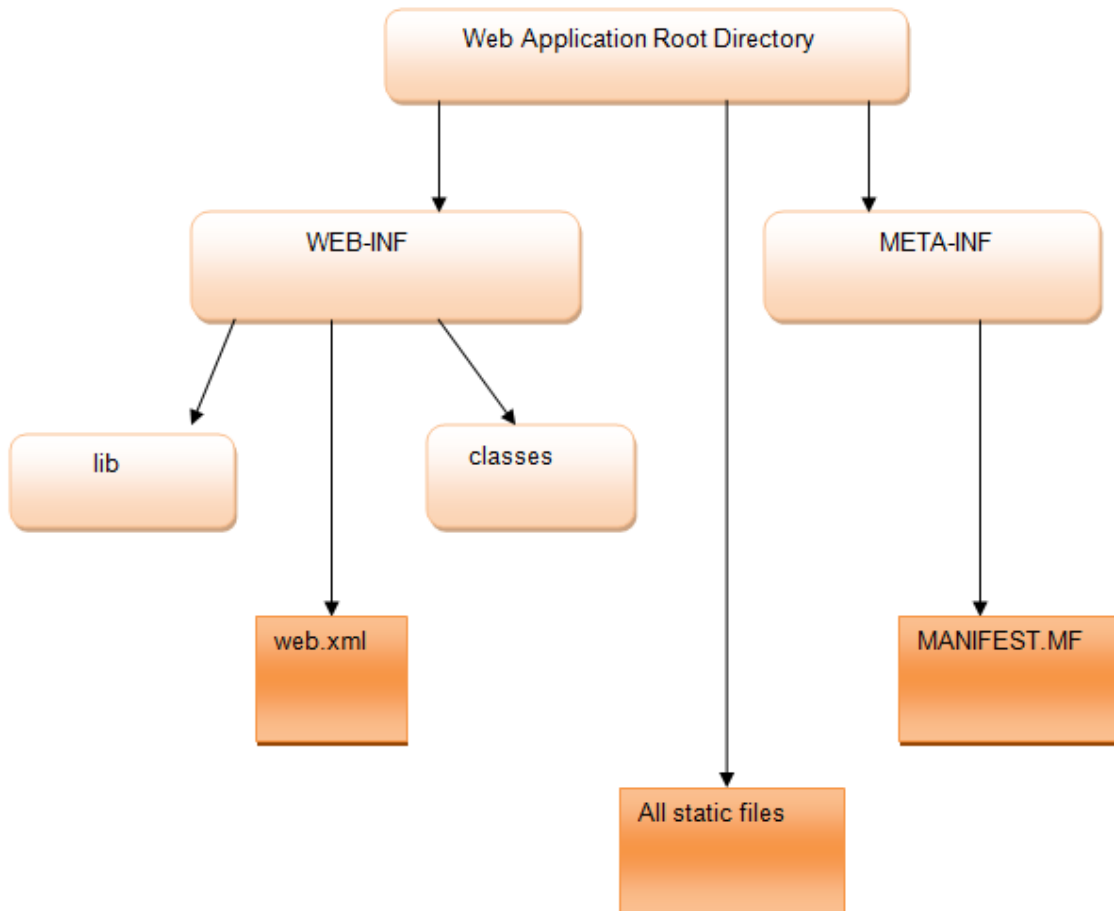 Web Application Root Directory
WEB-INF
META-INF
lib
classes
web.xml
MANIFEST.MF
All static files